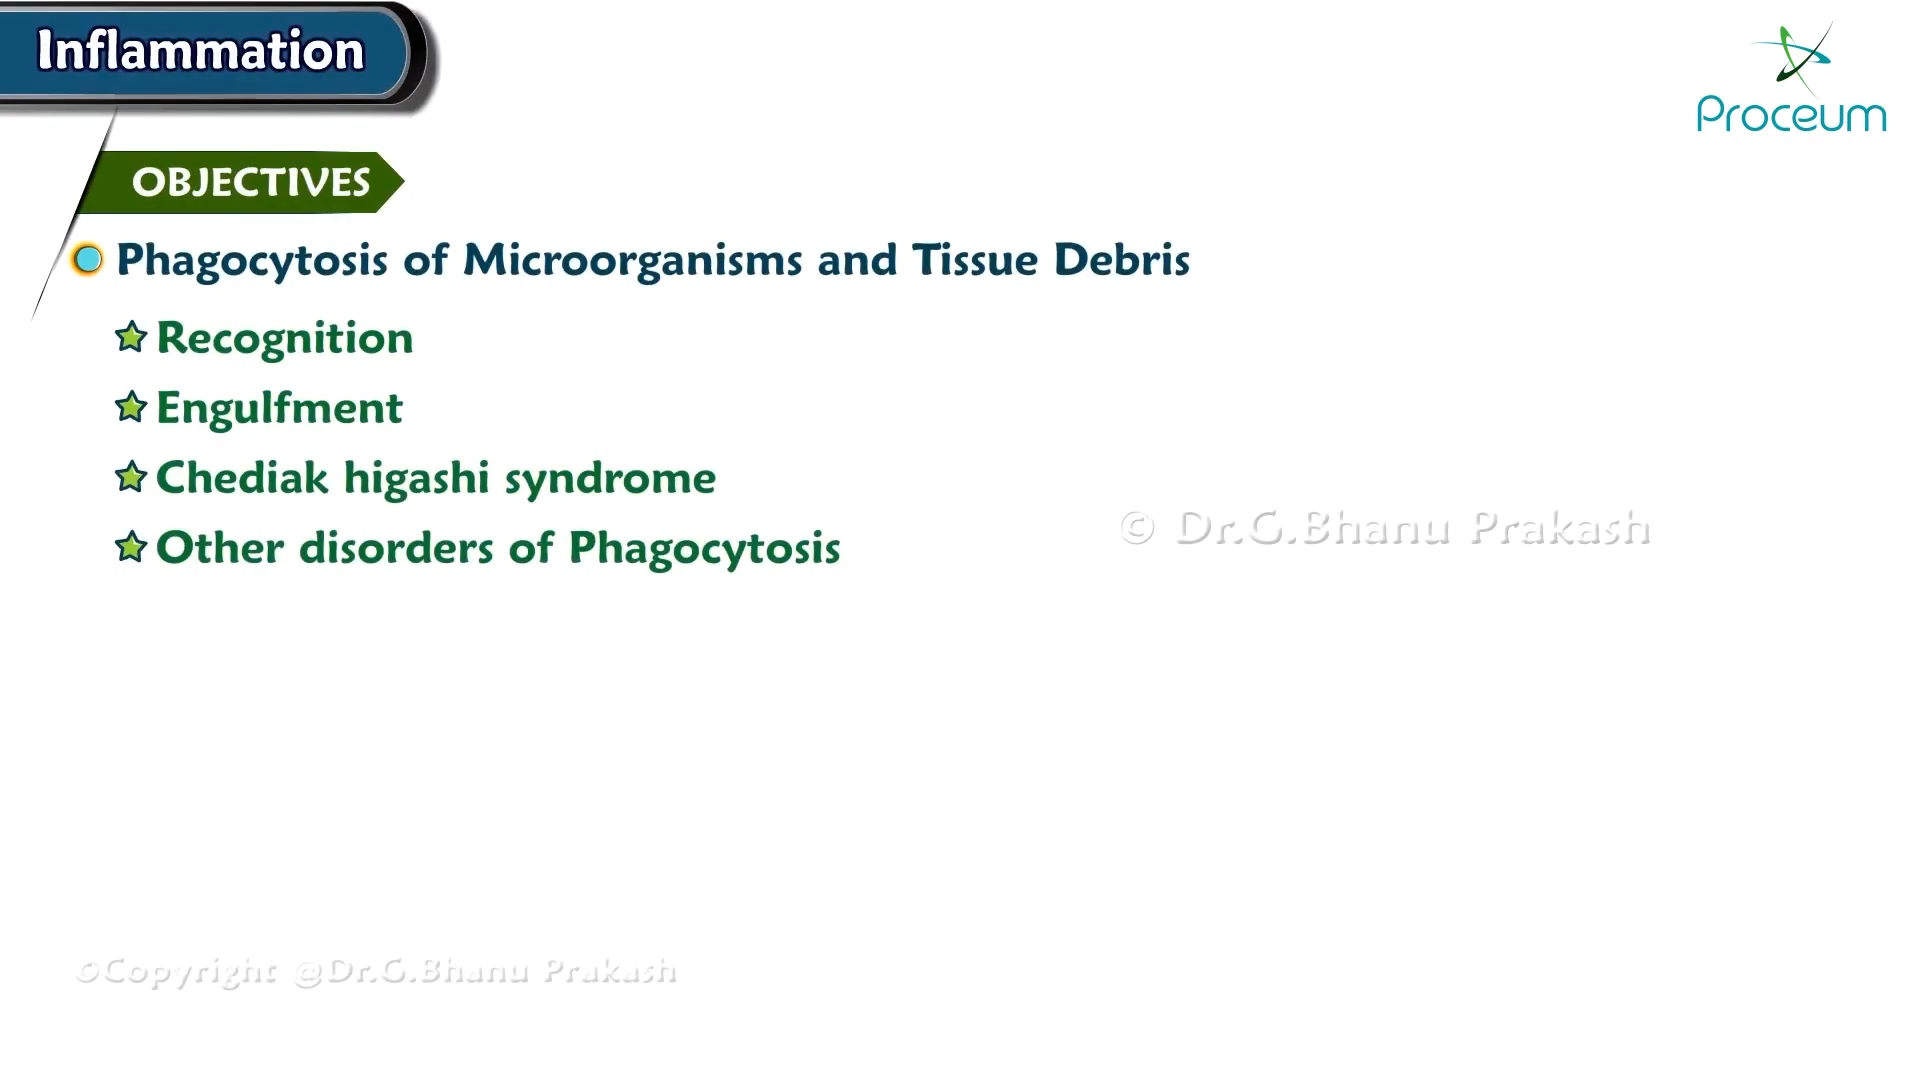 Inflammation
Proceum
OBJECTIVES
Phagocytosis of Microorganisms and Tissue Debris
Recognition
Engulfment
Chediak higashi syndrome
© Dr.G.Bhanu Prakash
Other disorders of Phagocytosis
©Copyright @Dr.G.Bhanu Prakash